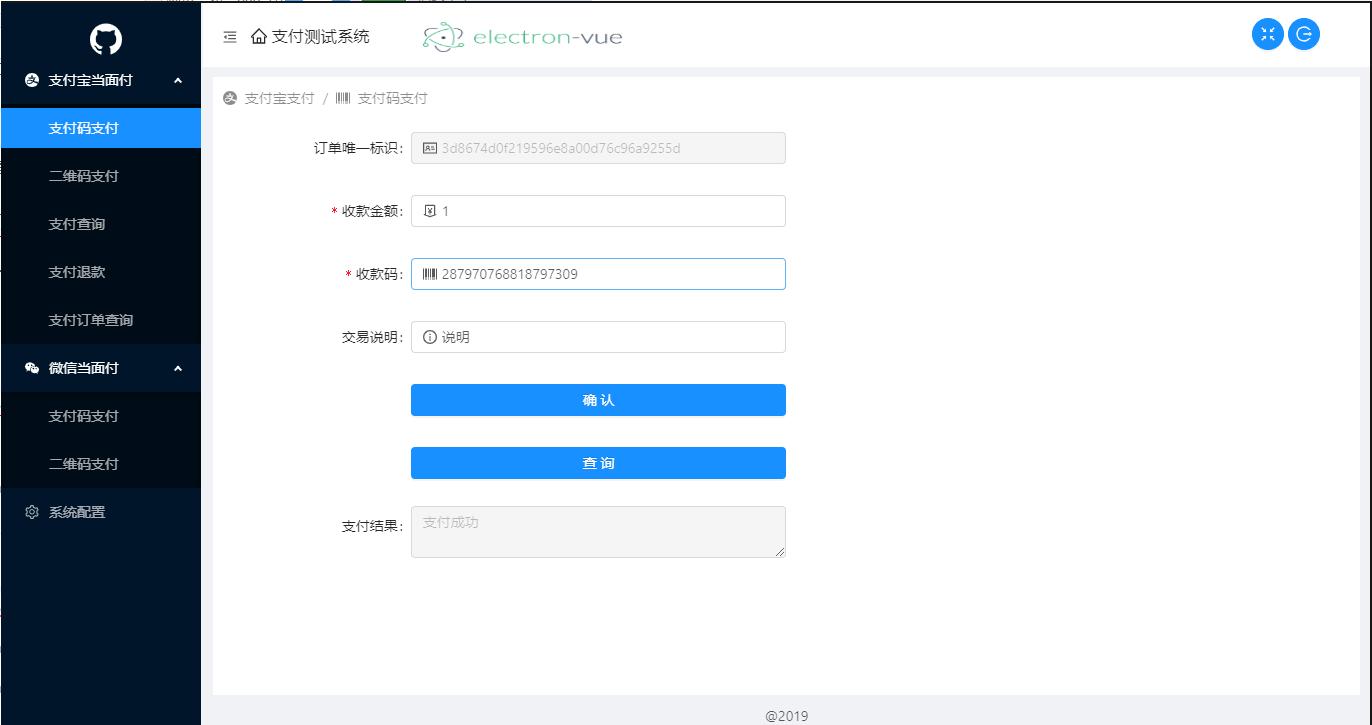 支付宝当面付
支付码支付
二维码支付
支付查询
支付退款
支付订单查询
微信当面付
支付码支付
二维码支付
系统配置
支付测试系统
electron-vue
支付宝支付 / 支付码支付
订单唯一标识: 3d8674d0f219596e8a00d76c96a9255d
* 收款金额: 1
* 收款码: 287970768818797309
交易说明: 说明
确 认
查 询
支付结果: 支付成功
@2019